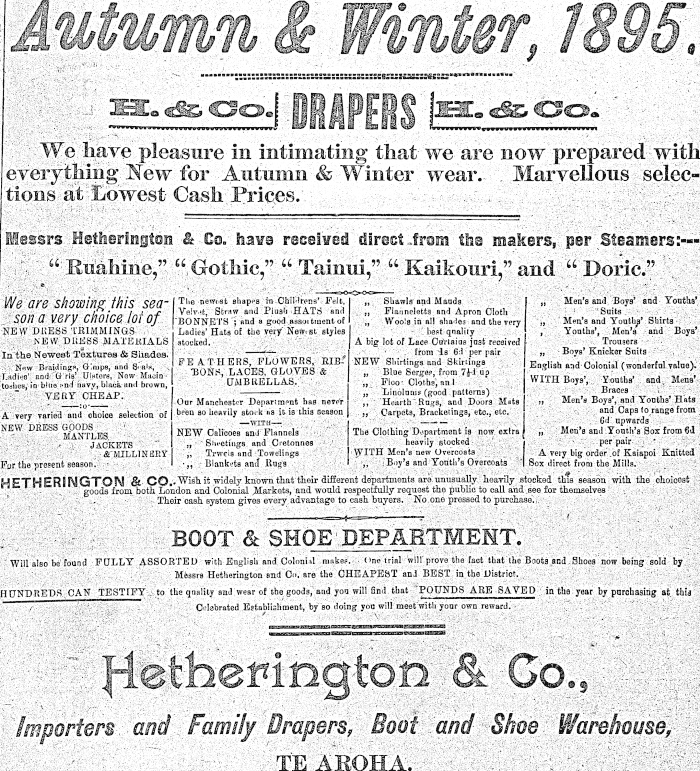 Autumn & Winter, 1895.
H. & Co. DRAPERS H. & Co.
We have pleasure in intimating that we are now prepared with
everything New for Autumn & Winter wear. Marvellous selec-
tions at Lowest Cash Prices.
Messrs Hetherington & Co. have received direct from the makers, per Steamers:—
“ Ruahine,” “ Gothic,” “ Tainui,” “ Kaikouri,” and “ Doric.”
We are showing this sea-
son a very choice lot of
NEW DRESS TRIMMINGS
NEW DRESS MATERIALS
In the Newest Textures & Shades.
New Braidings, Gimps, and Seals,
Ladies' and Girls' Ulsters, New Macin-
toshes, in blue and navy, black and brown,
VERY CHEAP.
—:o:—
A very varied and choice selection of
NEW DRESS GOODS
MANTLES
JACKETS
& MILLINERY
For the present season.
The newest shapes in Childrens' Felt,
Velvet, Straw and Plush HATS and
BONNETS ; and a good assortment of
Ladies' Hats of the very Newest styles
stocked.
FEATHERS, FLOWERS, RIB-
BONS, LACES, GLOVES &
UMBRELLAS.
Our Manchester Department has never
been so heavily stock as it is this season
—WITH—
NEW Calicoes and Flannels
„ Sheetings and Cretonnes
„ Towels and Towelings
„ Blankets and Rugs
„ Shawls and Mauds
„ Flanneletts and Apron Cloth
„ Wools in all shades and the very
best quality
A big lot of Lace Curtains just received
from 1s 6d per pair
NEW Shirtings and Skirtings
„ Blue Serges, from 7½d up
„ Floor Cloths, and
„ Linolums (good patterns)
„ Hearth Rugs, and Doors Mats
„ Carpets, Bracketings, etc., etc.
The Clothing Department is now extra
heavily stocked
WITH Men's new Overcoats
„ Boy's and Youth's Overcoats
„ Men's and Boys' and Youths'
Suits
„ Men's and Youths' Shirts
„ Youths', Men's and Boys'
Trousers
„ Boys' Knicker Suits
English and Colonial (wonderful value).
WITH Boys', Youths' and Mens'
Braces
„ Men's Boys', and Youths' Hats
and Caps to range from
6d upwards
„ Men's and Youth's Sox from 6d
per pair
A very big order of Kaiapoi Knitted
Sox direct from the Mills.
HETHERINGTON & CO., Wish it widely known that their different departments are unusually heavily stocked this season with the choicest
goods from both London and Colonial Markets, and would respectfully request the public to call and see for themselves
Their cash system gives every advantage to cash buyers. No one pressed to purchase.
BOOT & SHOE DEPARTMENT.
Will also be found FULLY ASSORTED with English and Colonial makes. One trial will prove the fact that the Boots and Shoes now being sold by
Messrs Hetherington and Co. are the CHEAPEST and BEST in the District.
HUNDREDS CAN TESTIFY to the quality and wear of the goods, and you will find that POUNDS ARE SAVED in the year by purchasing at this
Celebrated Establishment, by so doing you will meet with your own reward.
Hetherington & Co.,
Importers and Family Drapers, Boot and Shoe Warehouse,
TE AROHA.